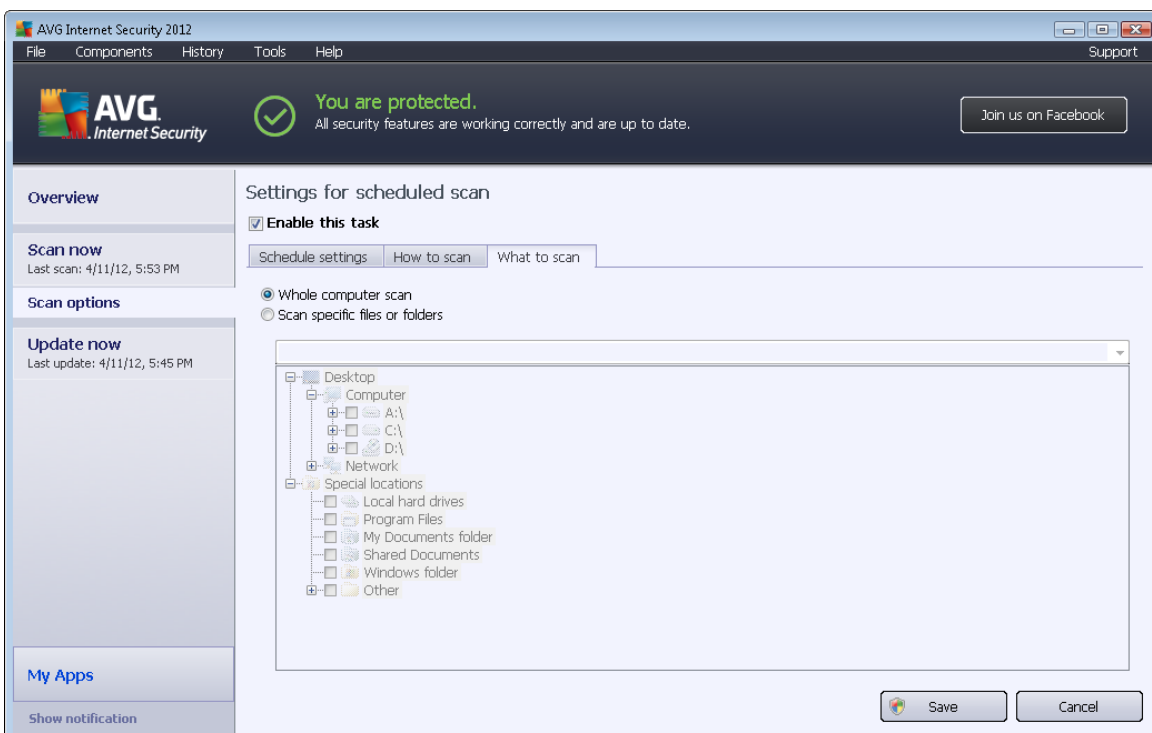 AVG Internet Security 2012
File Components History Tools Help Support
AVG.
Internet Security
You are protected.
All security features are working correctly and are up to date.
Join us on Facebook
Overview
Scan now
Last scan: 4/11/12, 5:53 PM
Scan options
Update now
Last update: 4/11/12, 5:45 PM
My Apps
Show notification
Settings for scheduled scan
Enable this task
Schedule settings How to scan What to scan
Whole computer scan
Scan specific files or folders
Desktop
Computer
A:\
C:\
D:\
Network
Special locations
Local hard drives
Program Files
My Documents folder
Shared Documents
Windows folder
Other
Save Cancel